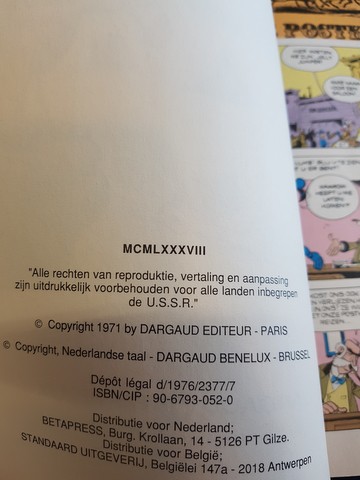 MCMLXXXVIII
"Alle rechten van reproduktie, vertaling en aanpassing
zijn uitdrukkelijk voorbehouden voor alle landen inbegrepen
de U.S.S.R."
© Copyright 1971 by DARGAUD EDITEUR - PARIS
© Copyright, Nederlandse taal - DARGAUD BENELUX - BRUSSEL
Dépôt légal d/1976/2377/7
ISBN/CIP : 90-6793-052-0
Distributie voor Nederland;
BETAPRESS, Burg. Krollaan, 14 - 5126 PT Gilze.
Distributie voor België;
STANDAARD UITGEVERIJ, Belgiëlei 147a - 2018 Antwerpen